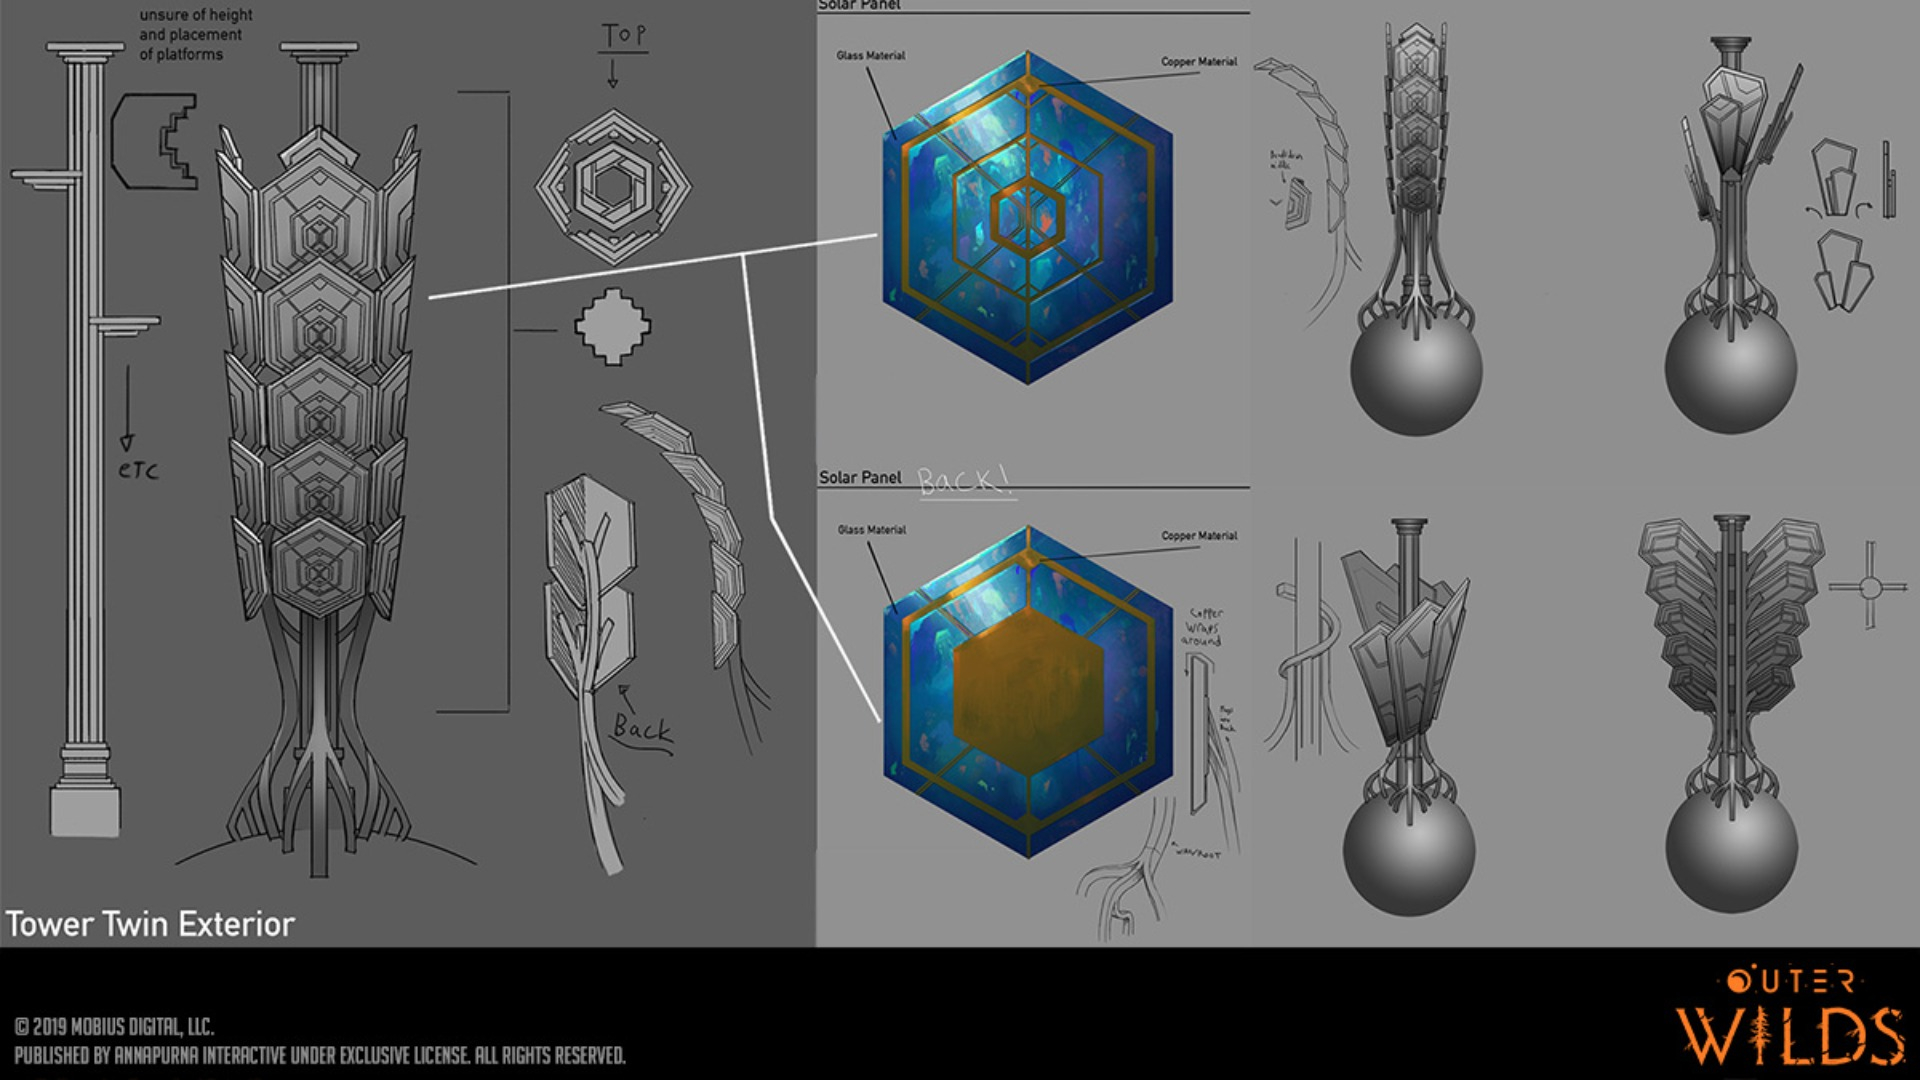 unsure of height
and placement
of platforms
TOP
eTC
Back
Tower Twin Exterior
Solar Panel
Glass Material
Copper Material
Solar Panel
Back!
Glass Material
Copper Material
Copper
Wraps
around
© 2019 MOBIUS DIGITAL, LLC.
PUBLISHED BY ANNAPURNA INTERACTIVE UNDER EXCLUSIVE LICENSE. ALL RIGHTS RESERVED.
OUTER
WILDS